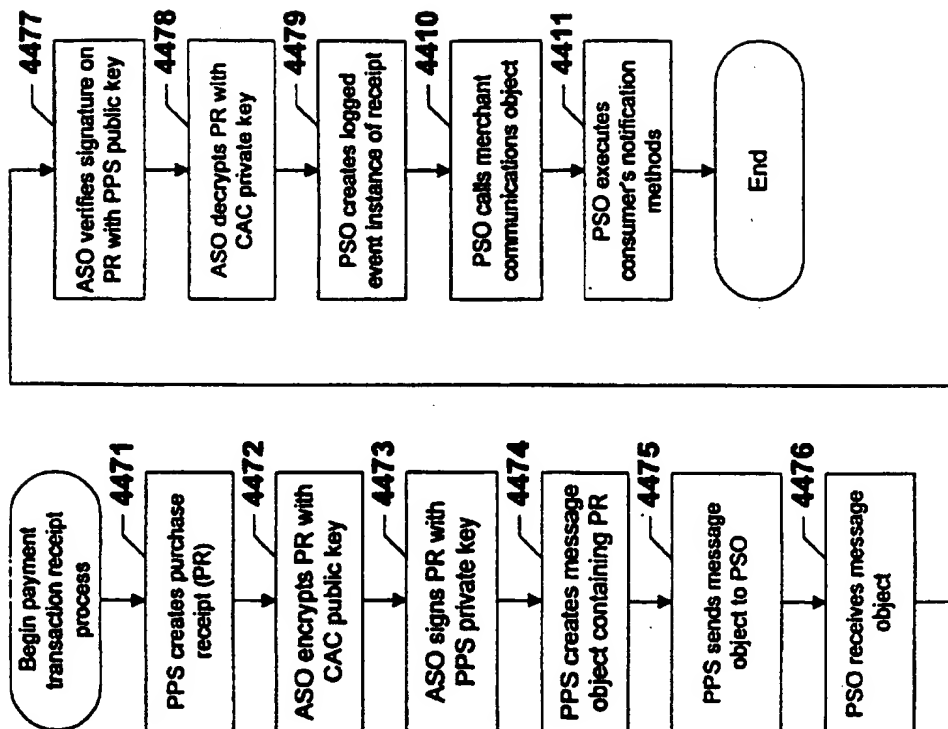 Begin payment
transaction receipt
process
4471
PPS creates purchase
receipt (PR)
4472
ASO encrypts PR with
CAC public key
4473
ASO signs PR with
PPS private key
4474
PPS creates message
object containing PR
4475
PPS sends message
object to PSO
4476
PSO receives message
object
4477
ASO verifies signature on
PR with PPS public key
4478
ASO decrypts PR with
CAC private key
4479
PSO creates logged
event instance of receipt
4410
PSO calls merchant
communications object
4411
PSO executes
consumer's notification
methods
End